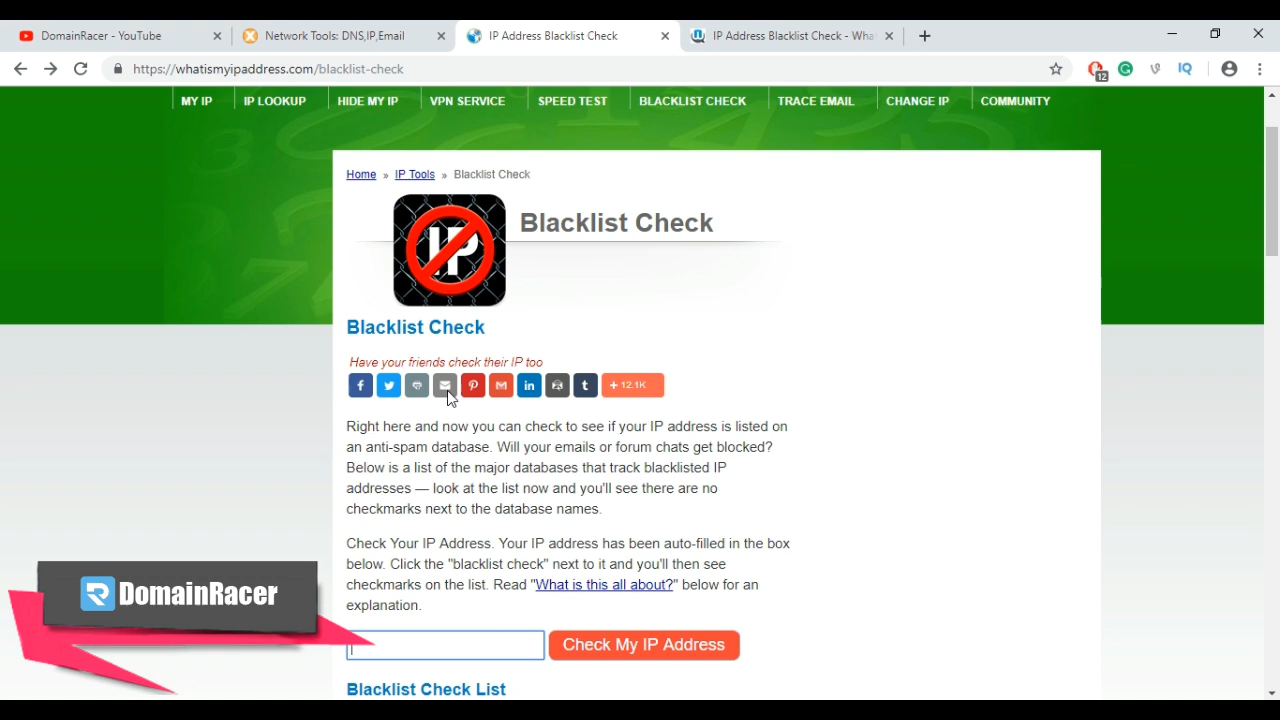 DomainRacer - YouTube
Network Tools: DNS,IP,Email
IP Address Blacklist Check
IP Address Blacklist Check - Wha
https://whatismyipaddress.com/blacklist-check
12
IQ
MY IP
IP LOOKUP
HIDE MY IP
VPN SERVICE
SPEED TEST
BLACKLIST CHECK
TRACE EMAIL
CHANGE IP
COMMUNITY
Home » IP Tools » Blacklist Check
IP
Blacklist Check
Blacklist Check
Have your friends check their IP too
+ 12.1K
Right here and now you can check to see if your IP address is listed on
an anti-spam database. Will your emails or forum chats get blocked?
Below is a list of the major databases that track blacklisted IP
addresses — look at the list now and you'll see there are no
checkmarks next to the database names.
Check Your IP Address. Your IP address has been auto-filled in the box
below. Click the "blacklist check" next to it and you'll then see
checkmarks on the list. Read "What is this all about?" below for an
explanation.
DomainRacer
Check My IP Address
Blacklist Check List